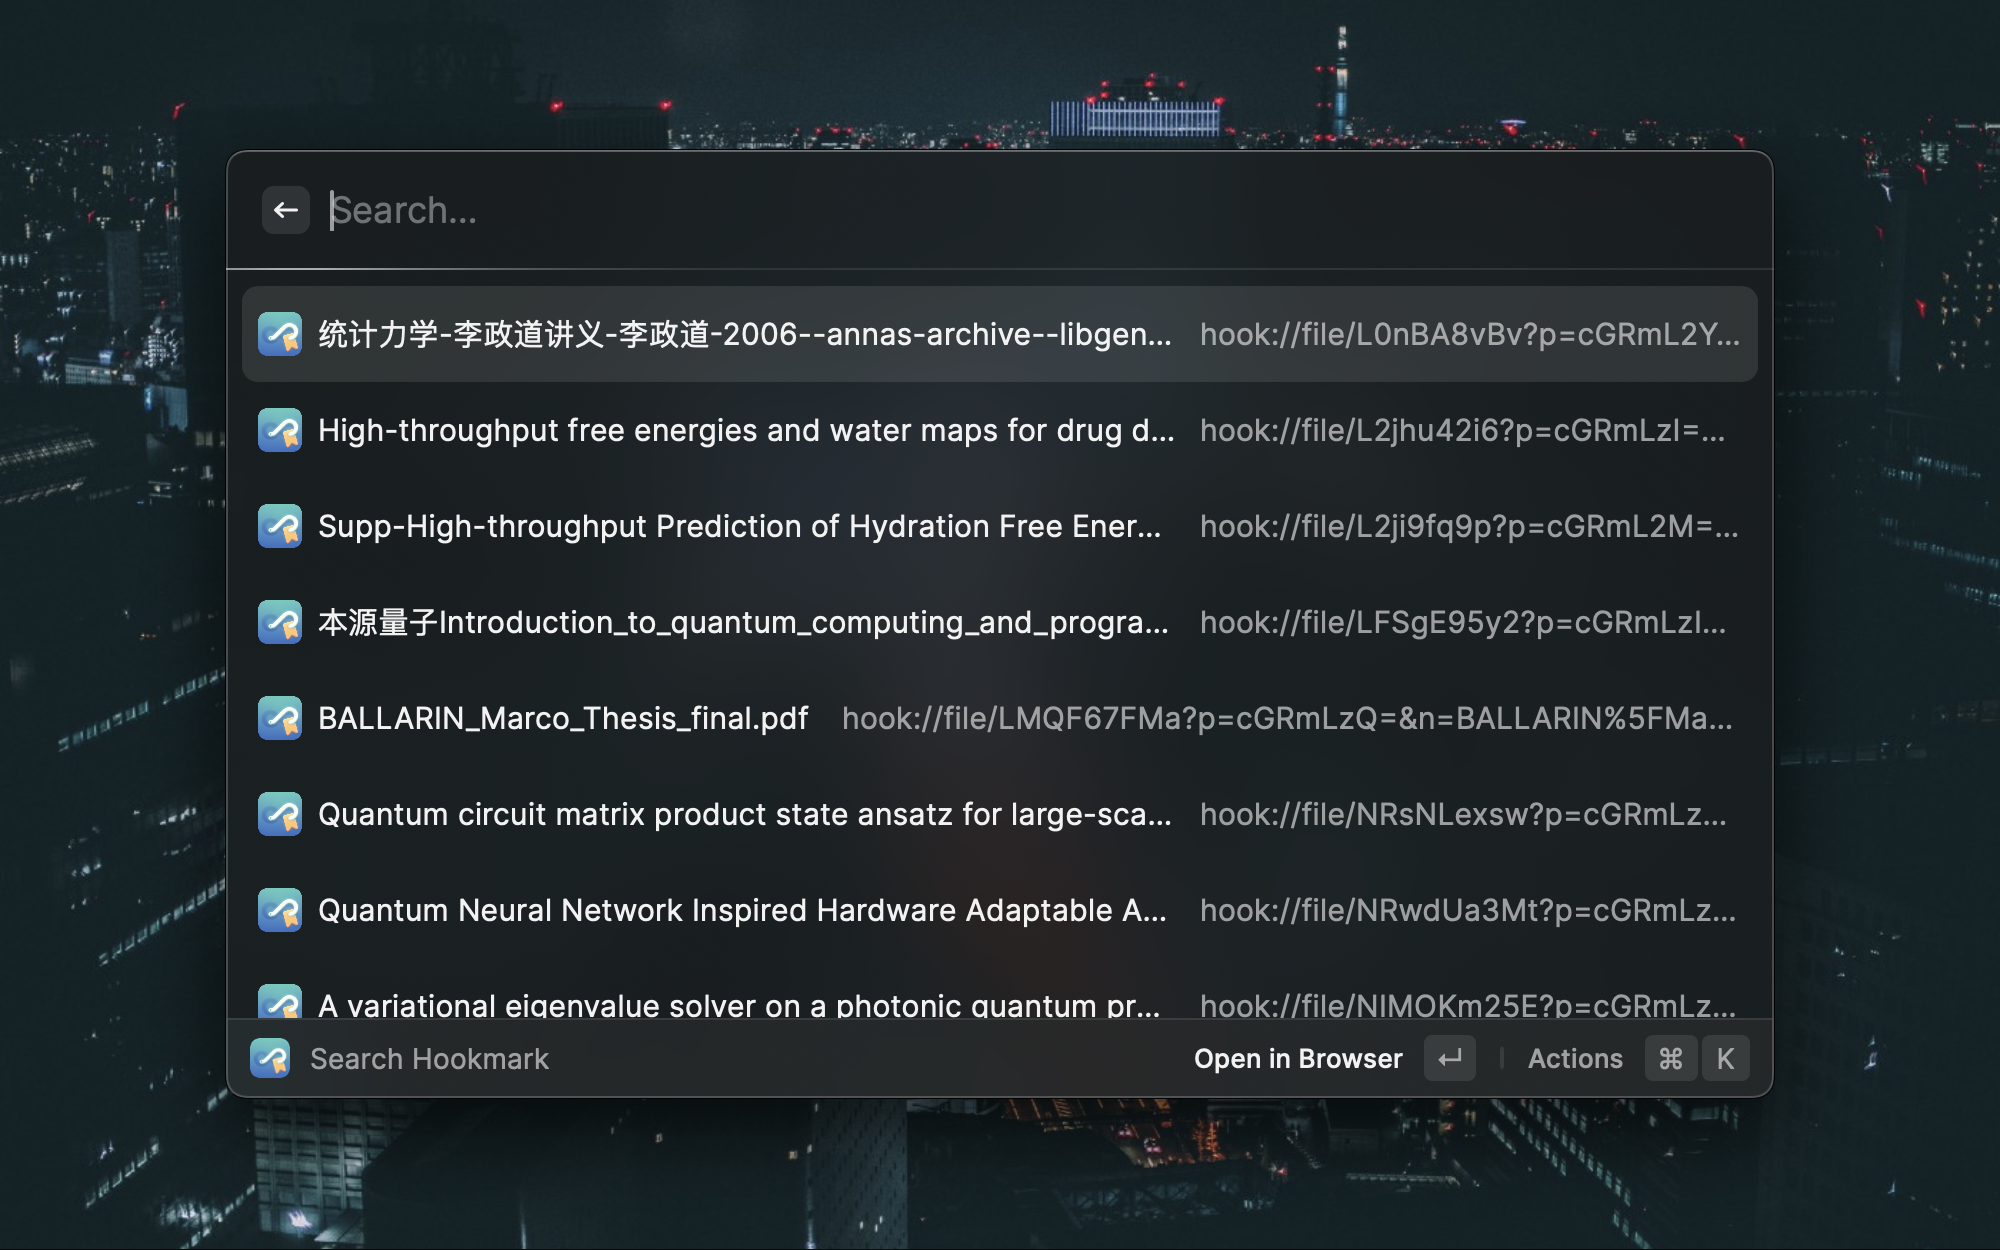 Search...
统计力学-李政道讲义-李政道-2006--annas-archive--libgen... hook://file/L0nBA8vBv?p=cGRmL2Y...
High-throughput free energies and water maps for drug d... hook://file/L2jhu42i6?p=cGRmLzI=...
Supp-High-throughput Prediction of Hydration Free Ener... hook://file/L2ji9fq9p?p=cGRmL2M=...
本源量子Introduction_to_quantum_computing_and_progra... hook://file/LFSgE95y2?p=cGRmLzI...
BALLARIN_Marco_Thesis_final.pdf hook://file/LMQF67FMa?p=cGRmLzQ=&n=BALLARIN%5FMa...
Quantum circuit matrix product state ansatz for large-sca... hook://file/NRsNLexsw?p=cGRmLz...
Quantum Neural Network Inspired Hardware Adaptable A... hook://file/NRwdUa3Mt?p=cGRmLz...
A variational eigenvalue solver on a photonic quantum pr... hook://file/NIMOKm25E?p=cGRmLz...
Search Hookmark Open in Browser Actions ⌘ K